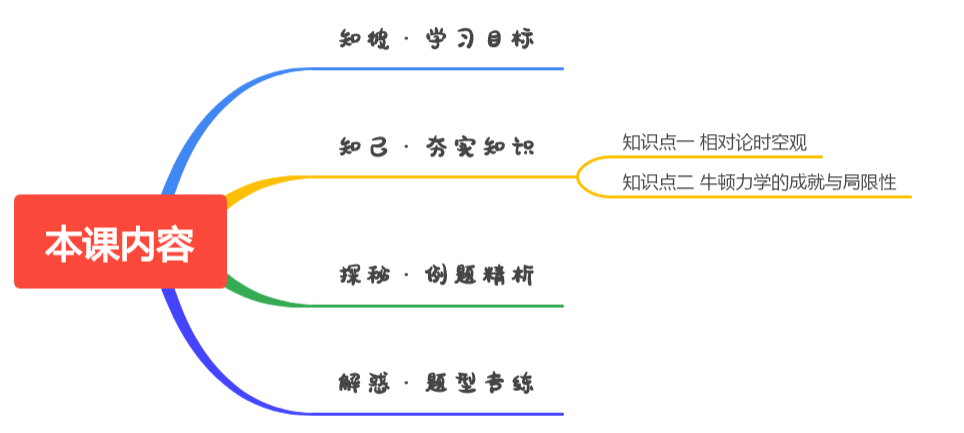 知彼·学习目标
知己·夯实知识
知识点一 相对论时空观
知识点二 牛顿力学的成就与局限性
本课内容
探秘·例题精析
解惑·题型专练